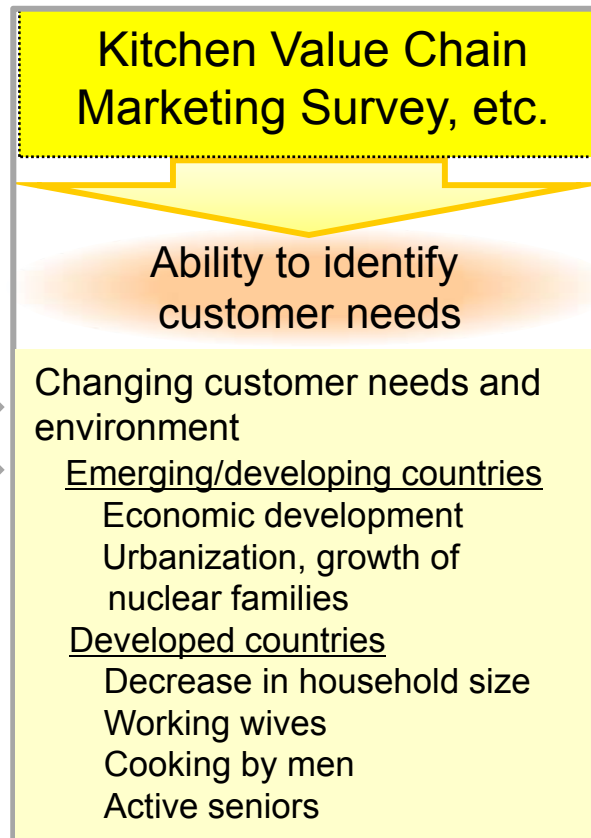 Kitchen Value Chain
Marketing Survey, etc.
Ability to identify
customer needs
Changing customer needs and
environment
Emerging/developing countries
Economic development
Urbanization, growth of
nuclear families
Developed countries
Decrease in household size
Working wives
Cooking by men
Active seniors